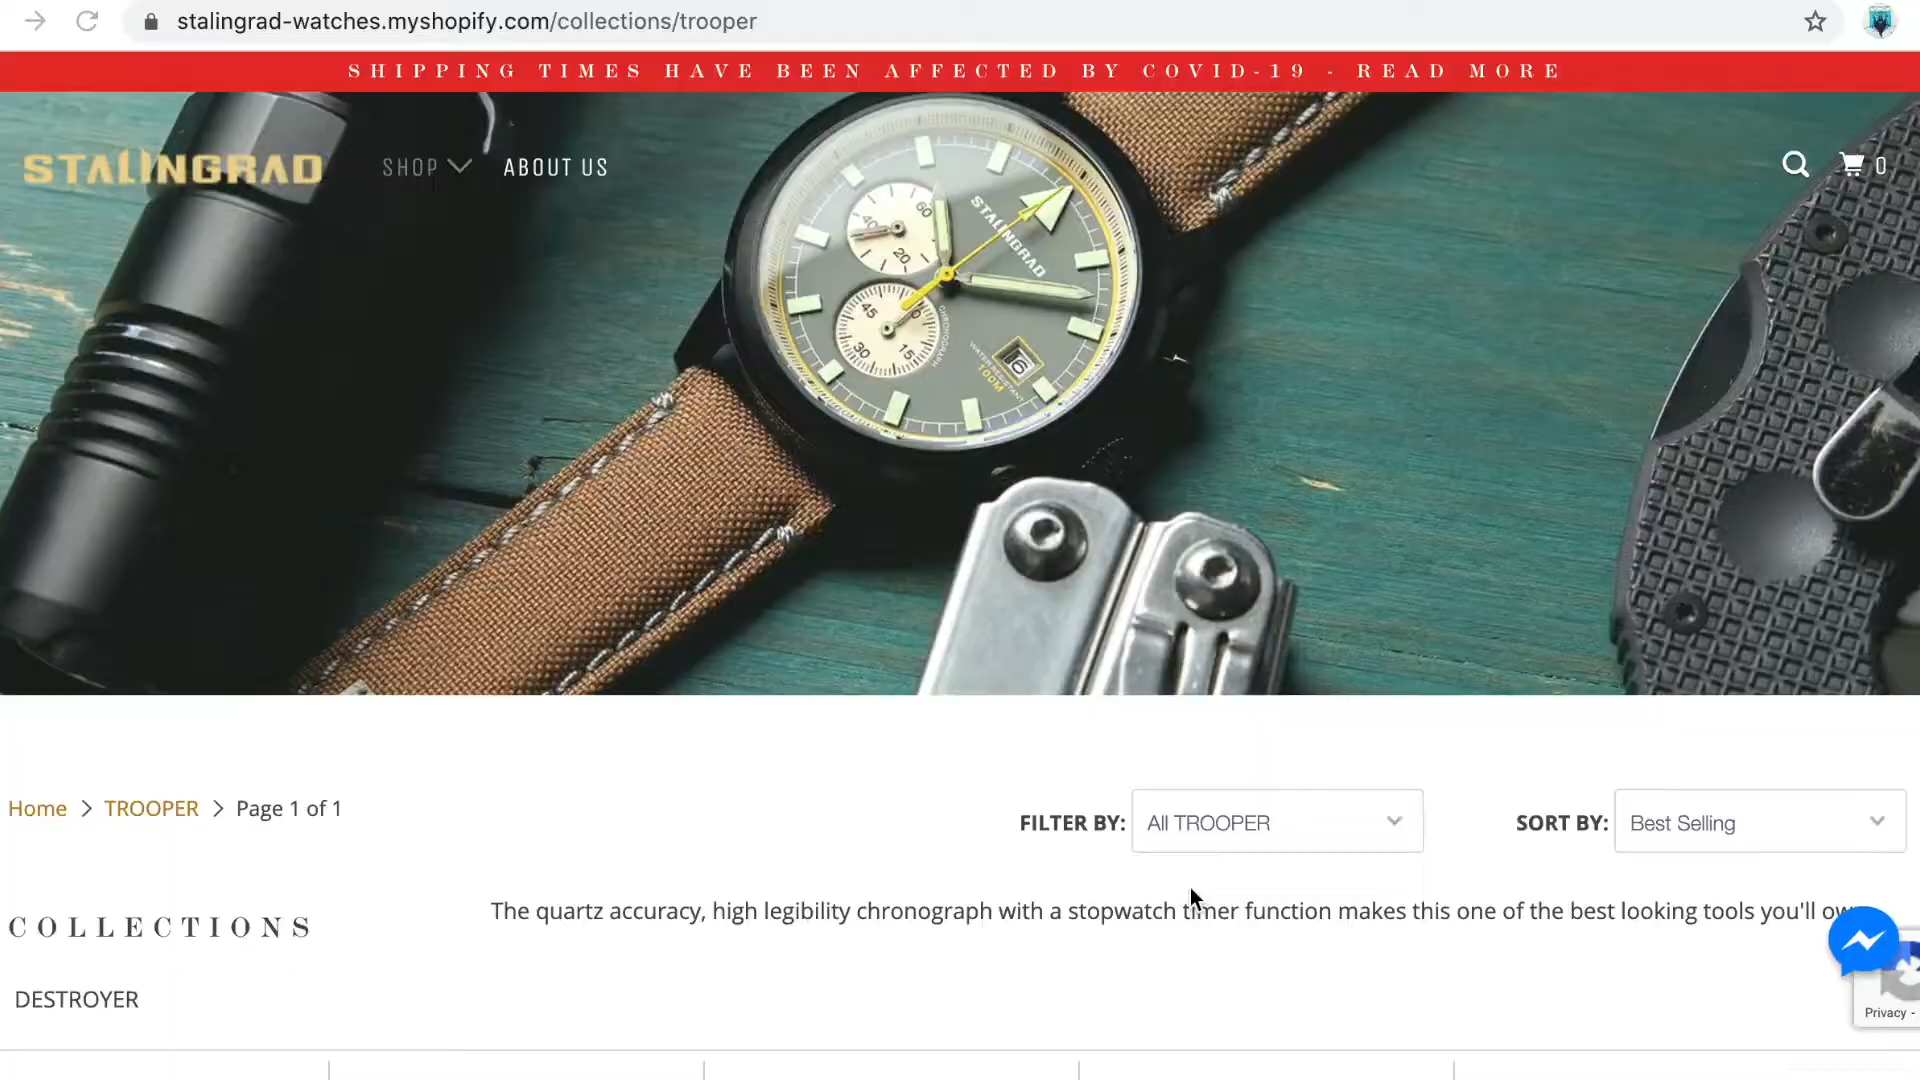 stalingrad-watches.myshopify.com/collections/trooper
SHIPPING TIMES HAVE BEEN AFFECTED BY COVID-19 - READ MORE
STALINGRAD
SHOP
ABOUT US
0
60
40
20
STALINGRAD
45
30
15
CHRONOGRAPH
WATER RESISTANT
100M
16
Home > TROOPER > Page 1 of 1
FILTER BY: All TROOPER
SORT BY: Best Selling
COLLECTIONS
The quartz accuracy, high legibility chronograph with a stopwatch timer function makes this one of the best looking tools you'll ow
DESTROYER
Privacy -